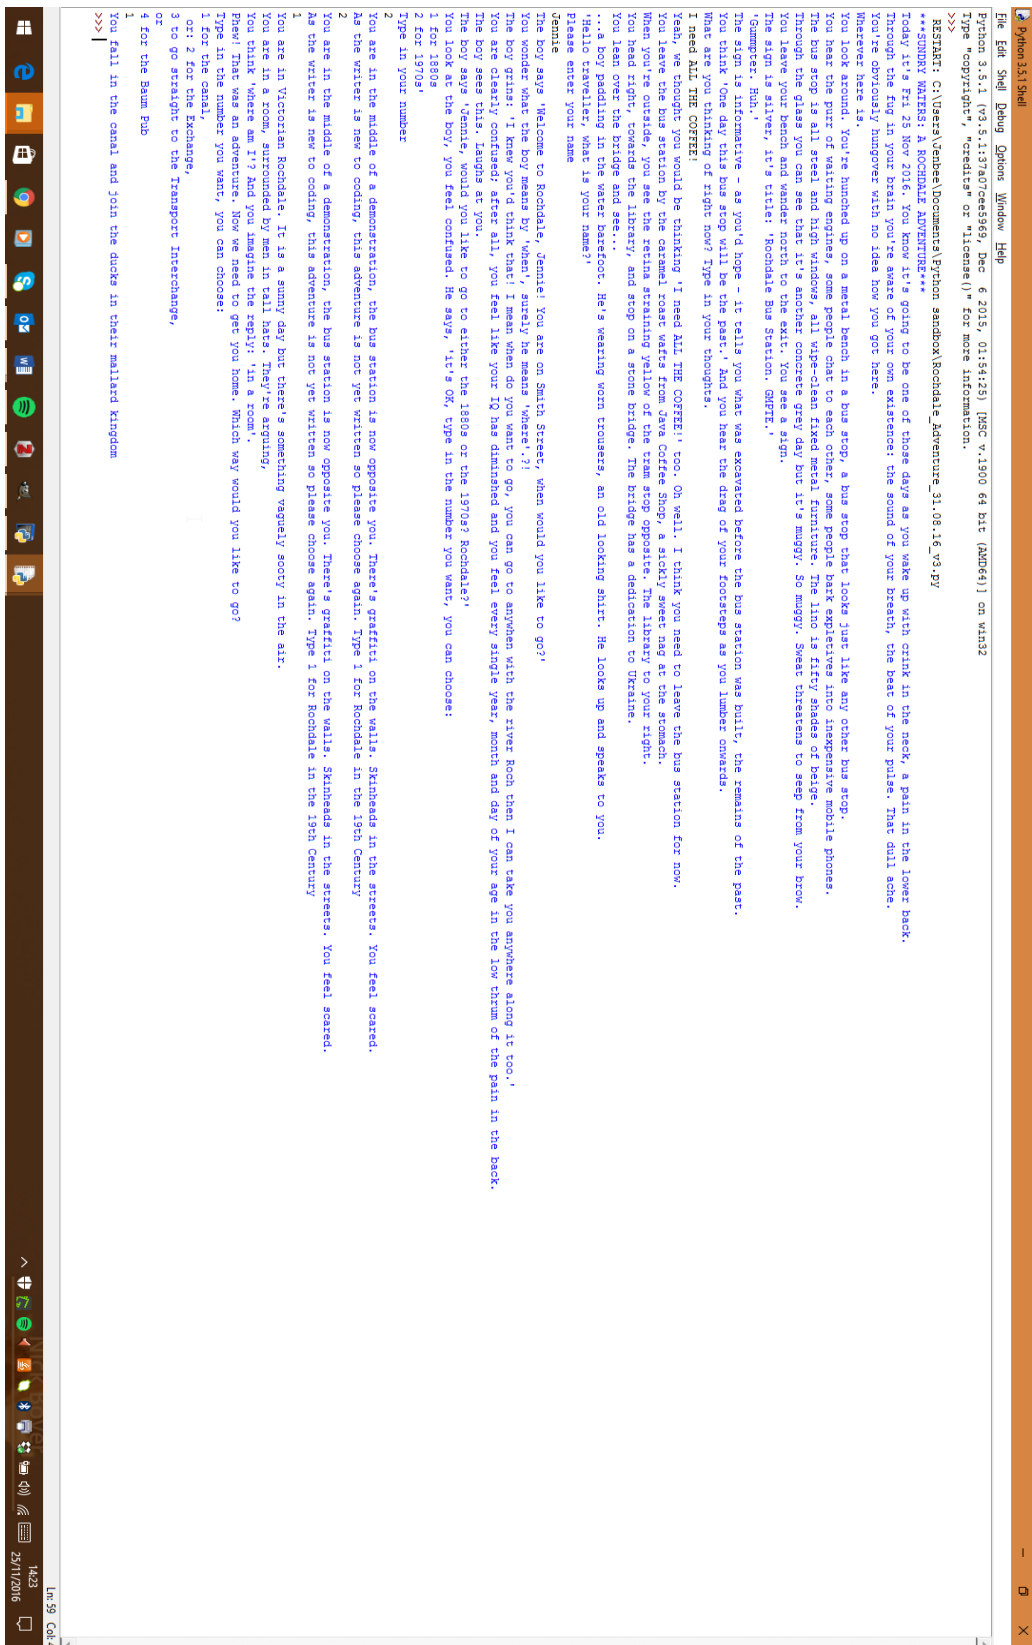 Python 3.5.1 Shell
File Edit Shell Debug Options Window Help
Python 3.5.1 (v3.5.1:37a07cee5969, Dec  6 2015, 01:54:25) [MSC v.1900 64 bit (AMD64)] on win32
Type "copyright", "credits" or "license()" for more information.
>>>
RESTART: C:\Users\Jenbee\Documents\Python sandbox\Rochdale_Adventure_31.08.16_v3.py
***SUNDRY WATERS: A ROCHDALE ADVENTURE***
Today it's Fri 25 Nov 2016. You know it's going to be one of those days as you wake up with crink in the neck, a pain in the lower back.
Through the fug in your brain you're aware of your own existence: the sound of your breath, the beat of your pulse. That dull ache.
You're obviously hungover with no idea how you got here.
Wherever here is.
You look around. You're hunched up on a metal bench in a bus stop, a bus stop that looks just like any other bus stop.
You hear the purr of waiting engines, some people chat to each other, some people bark expletives into inexpensive mobile phones.
The bus stop is all steel and high windows, all wipe-clean fixed metal furniture. The lino is fifty shades of beige.
Through the glass you can see that it's another concrete grey day but it's muggy. So muggy. Sweat threatens to seep from your brow.
You leave your bench and wander north to the exit. You see a sign.
The sign is silver, it's title: 'Rochdale Bus Station. GMPTE.'
'Gummpter. Huh.'
The sign is informative - as you'd hope - it tells you what was excavated before the bus station was built, the remains of the past.
You think 'One day this bus stop will be the past.' And you hear the drag of your footsteps as you lumber onwards.
What are you thinking of right now? Type in your thoughts.
I need ALL THE COFFEE!
Yeah, we thought you would be thinking 'I need ALL THE COFFEE!' too. Oh well. I think you need to leave the bus station for now.
You leave the bus station by the caramel roast wafts from Java Coffee Shop, a sickly sweet nag at the stomach.
When you're outside, you see the retina straining yellow of the tram stop opposite. The library to your right.
You head right, towards the library, and stop on a stone bridge. The bridge has a dedication to Ukraine.
You lean over the bridge and see...
...a boy paddling in the water barefoot. He's wearing worn trousers, an old looking shirt. He looks up and speaks to you.
'Hello traveller, what is your name?'
Please enter your name
Jennie
The boy says 'Welcome to Rochdale, Jennie! You are on Smith Street, when would you like to go?'
You wonder what the boy means by 'when', surely he means 'where'.?!
The boy grins: 'I knew you'd think that! I mean when do you want to go, you can go to anywhen with the river Roch then I can take you anywhere along it too.'
You are clearly confused; after all, you feel like your IQ has diminshed and you feel every single year, month and day of your age in the low thrum of the pain in the back.
The boy sees this. Laughs at you.
The boy says 'Jennie, would you like to go to either the 1880s or the 1970s? Rochdale?'
You look at the boy, you feel confused. He says, 'it's OK, type in the number you want, you can choose:
1 for 1880s
2 for 1970s'
Type in your number
2
You are in the middle of a demonstration, the bus station is now opposite you. There's graffiti on the walls. Skinheads in the streets. You feel scared.
As the writer is new to coding, this adventure is not yet written so please choose again. Type 1 for Rochdale in the 19th Century
2
You are in the middle of a demonstration, the bus station is now opposite you. There's graffiti on the walls. Skinheads in the streets. You feel scared.
As the writer is new to coding, this adventure is not yet written so please choose again. Type 1 for Rochdale in the 19th Century
1
You are in Victorian Rochdale. It is a sunny day but there's something vaguely sooty in the air.
You are in a room, surrounded by men in tall hats. They're arguing,
You think 'where am I'? And you imagine the reply: 'in a room'.
Phew! That was an adventure. Now we need to get you home. Which way would you like to go?
Type in the number you want, you can choose:
1 for the canal,
or: 2 for the Exchange,
3 to go straight to the Transport Interchange,
or
4 for the Baum Pub
1
You fall in the canal and join the ducks in their mallard kingdom
>>>
Ln: 59 Col: 4
14:23
25/11/2016